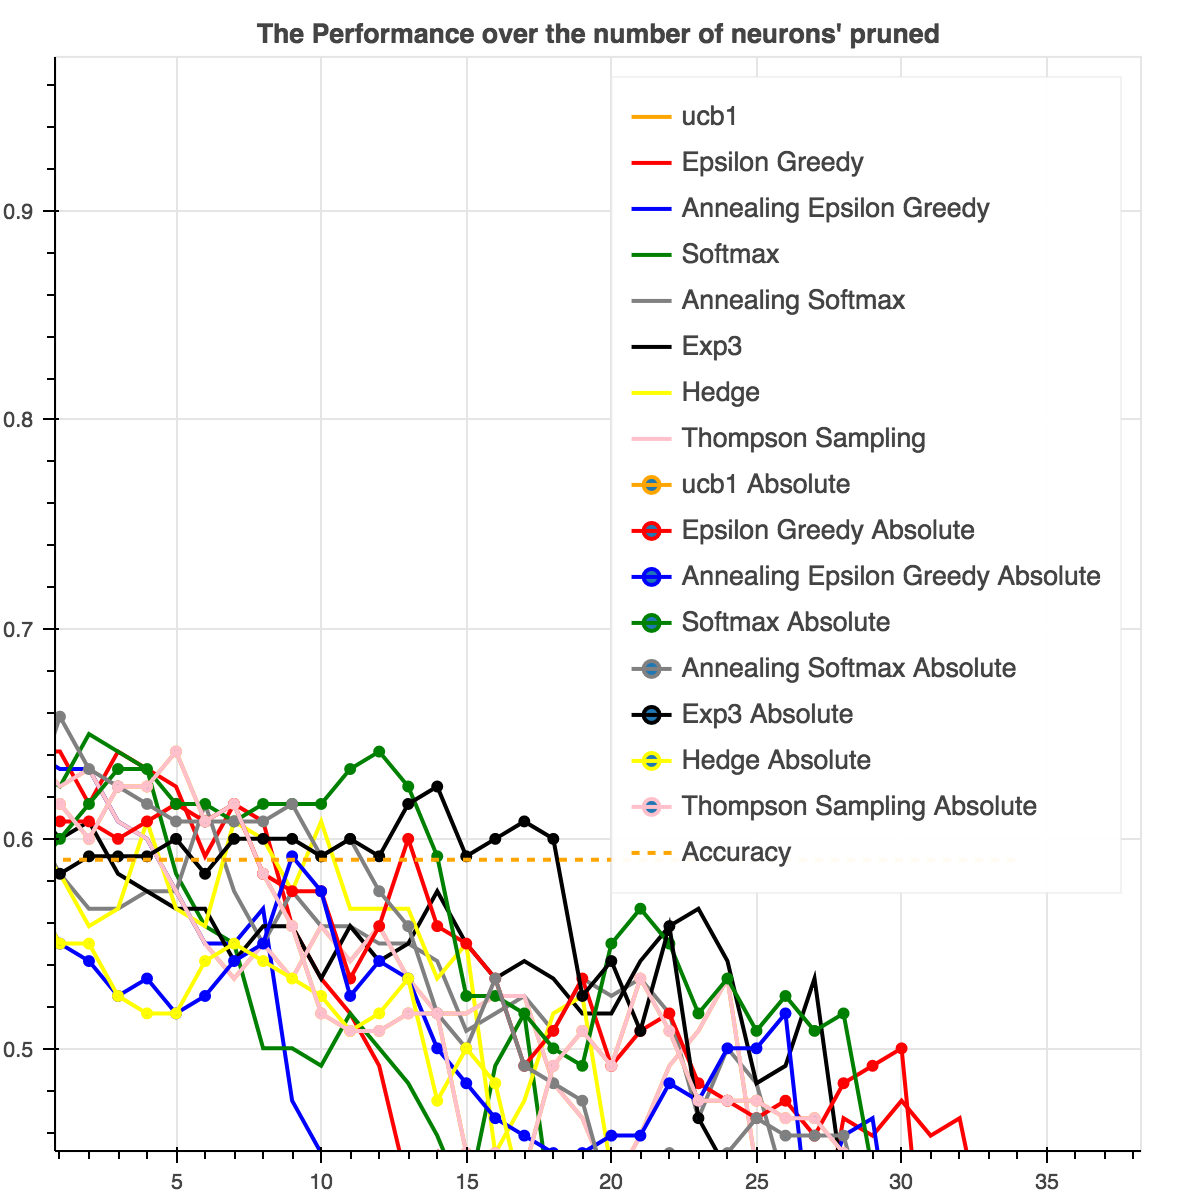 The Performance over the number of neurons' pruned
ucb1
Epsilon Greedy
Annealing Epsilon Greedy
Softmax
Annealing Softmax
Exp3
Hedge
Thompson Sampling
ucb1 Absolute
Epsilon Greedy Absolute
Annealing Epsilon Greedy Absolute
Softmax Absolute
Annealing Softmax Absolute
Exp3 Absolute
Hedge Absolute
Thompson Sampling Absolute
Accuracy
0.9
0.8
0.7
0.6
0.5
5 10 15 20 25 30 35